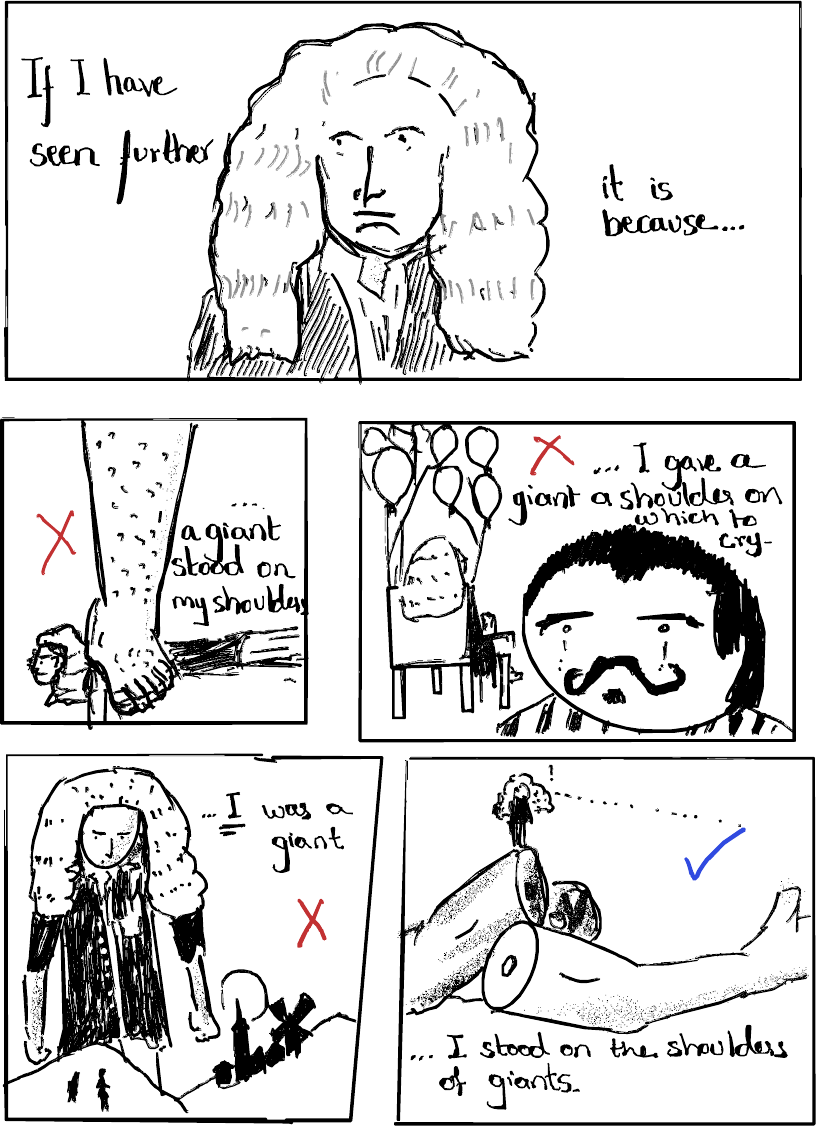 If I have
seen further
it is
because...
...
a giant
stood on
my shoulders
... I gave a
giant a shoulder on
which to
cry-
... I was a
giant
!
... I stood on the shoulders
of giants.